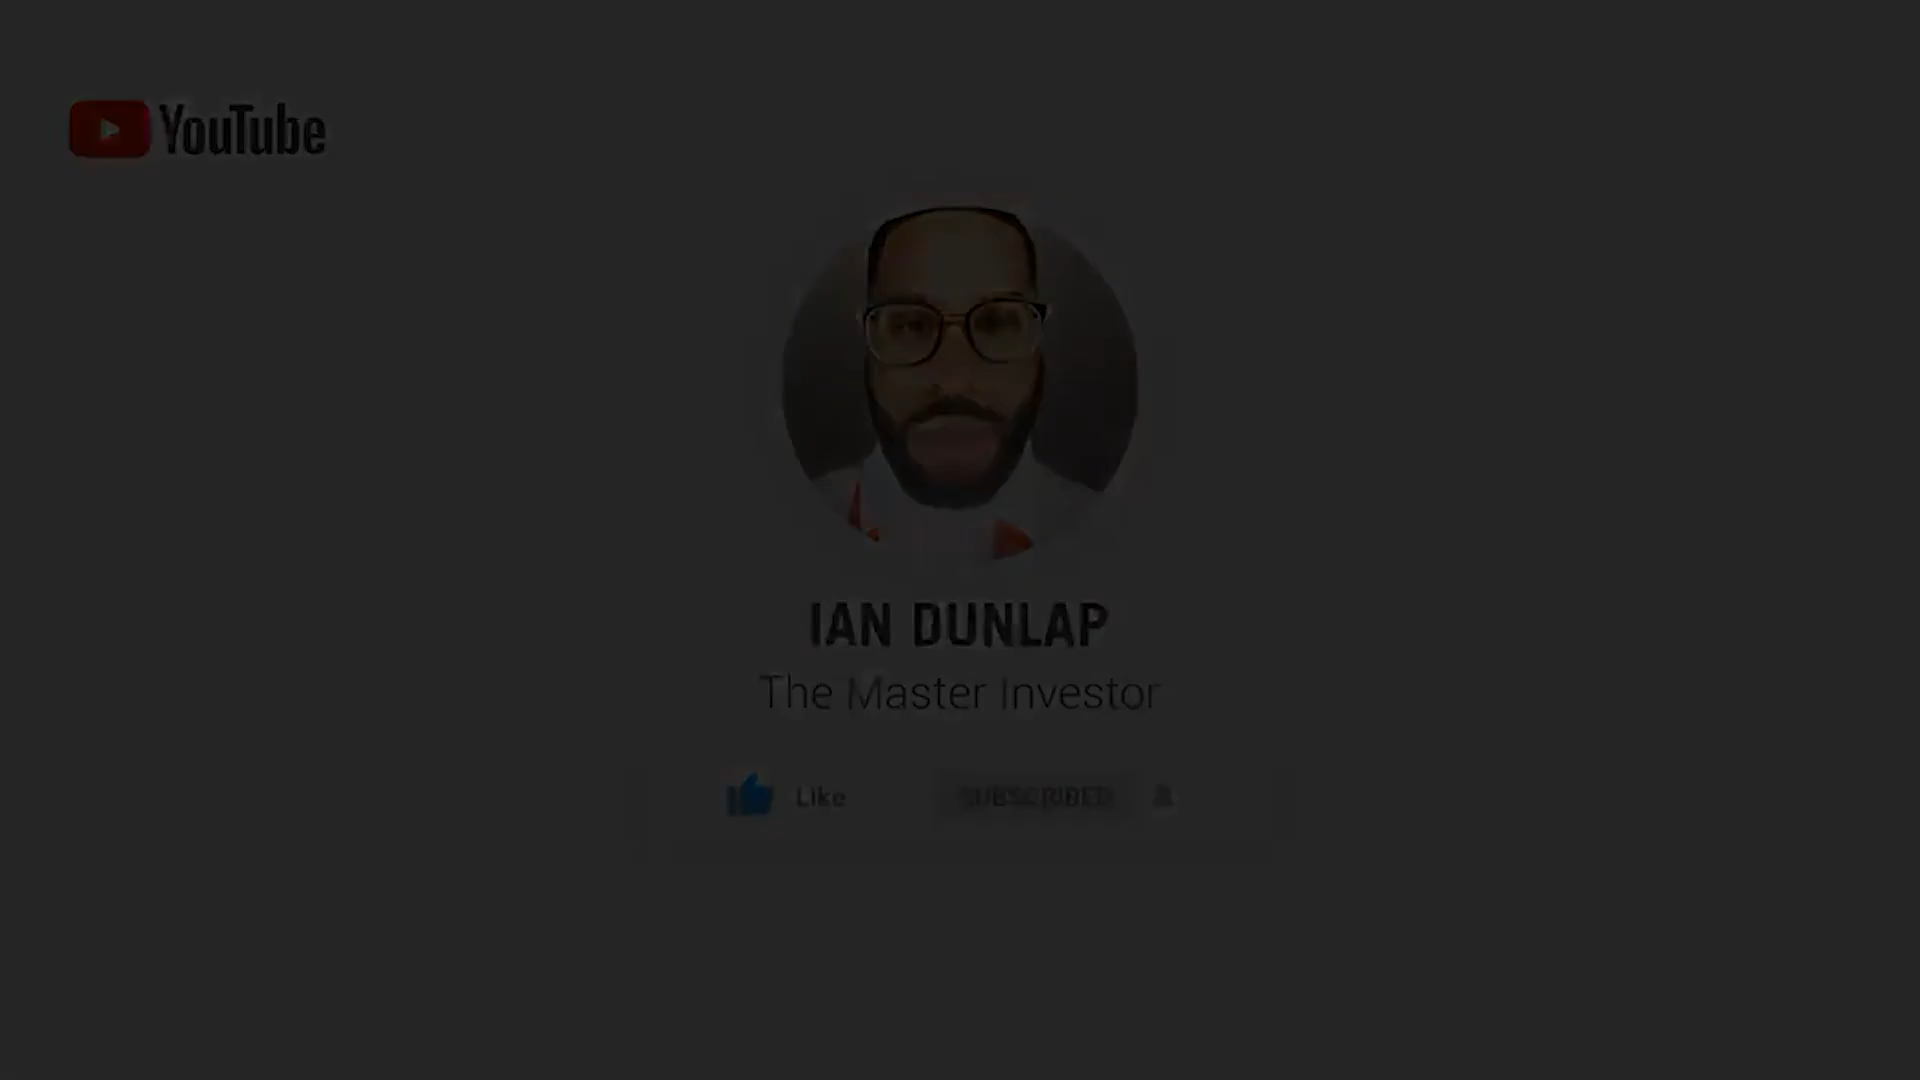 YouTube
IAN DUNLAP
The Master Investor
Like
SUBSCRIBED